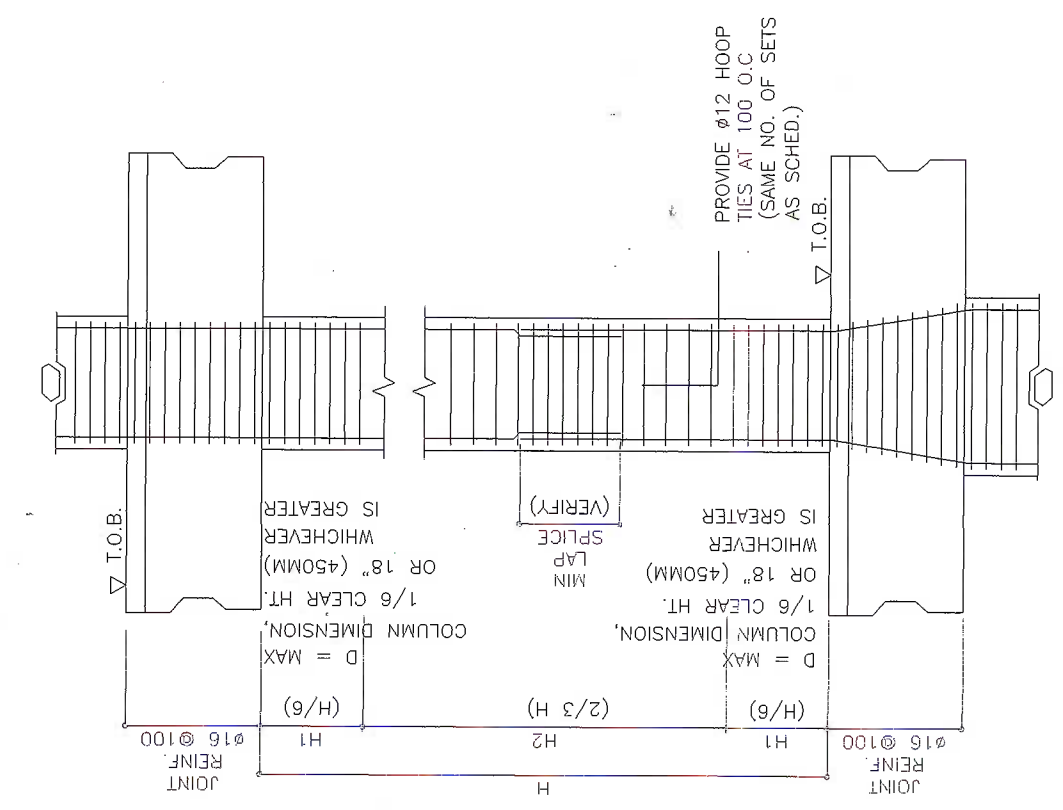 JOINT
REINF.
ø16 @100
H
H1
(H/6)
H2
(2/3 H)
H1
(H/6)
JOINT
REINF.
ø16 @100
D = MAX
COLUMN DIMENSION,
1/6 CLEAR HT.
OR 18" (450MM)
WHICHEVER
IS GREATER
MIN
LAP
SPLICE
(VERIFY)
D = MAX
COLUMN DIMENSION,
1/6 CLEAR HT.
OR 18" (450MM)
WHICHEVER
IS GREATER
T.O.B.
T.O.B.
PROVIDE ø12 HOOP
TIES AT 100 O.C
(SAME NO. OF SETS
AS SCHED.)